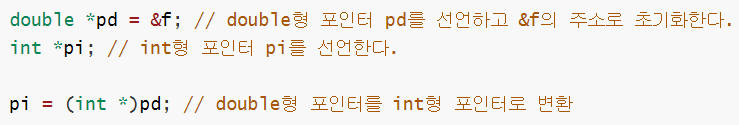 double *pd = &f; // double형 포인터 pd를 선언하고 &f의 주소로 초기화한다.
int *pi; // int형 포인터 pi를 선언한다.
pi = (int *)pd; // double형 포인터를 int형 포인터로 변환